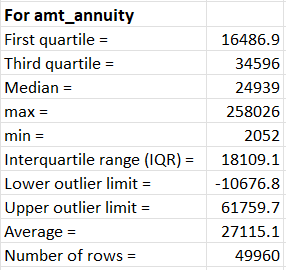 For amt_annuity
First quartile = 16486.9
Third quartile = 34596
Median = 24939
max = 258026
min = 2052
Interquartile range (IQR) = 18109.1
Lower outlier limit = -10676.8
Upper outlier limit = 61759.7
Average = 27115.1
Number of rows = 49960